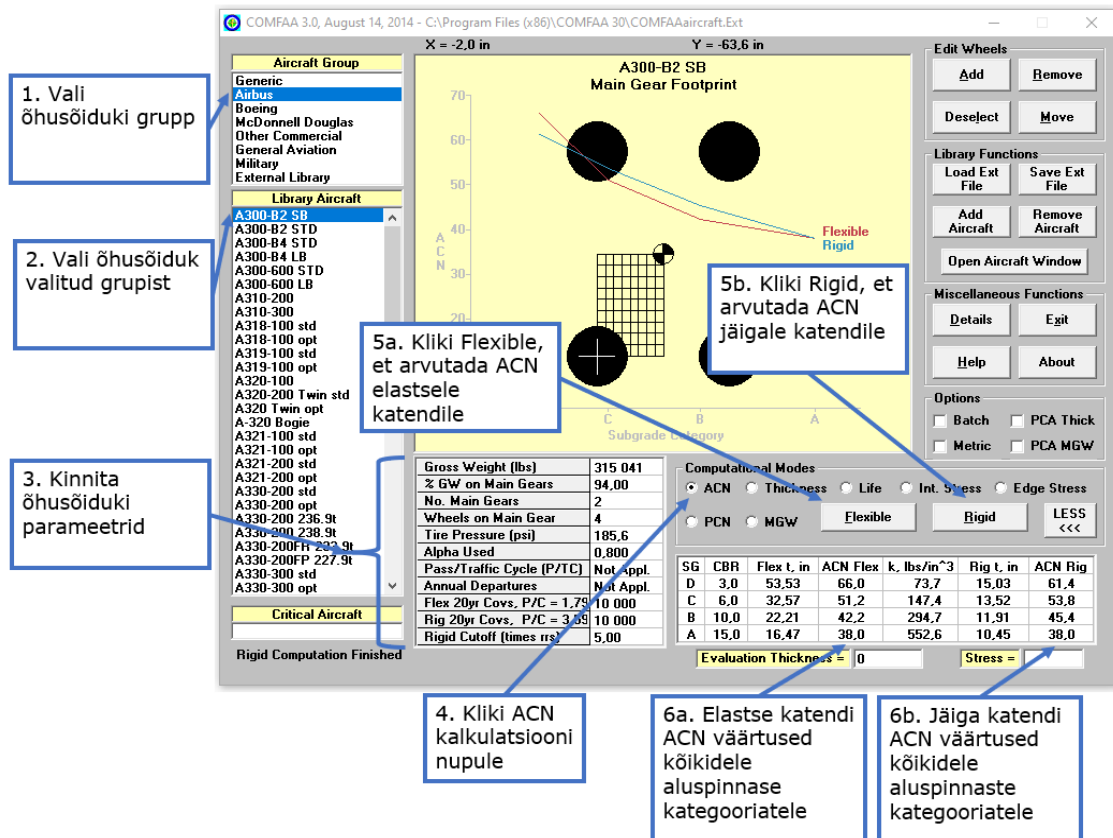 COMFAA 3.0, August 14, 2014 - C:\Program Files (x86)\COMFAA 30\COMFAAaircraft.Ext
X = -2,0 in
Y = -63,6 in
1. Vali
õhusõiduki grupp
2. Vali õhusõiduk
valitud grupist
3. Kinnita
õhusõiduki
parameetrid
Aircraft Group
Generic
Airbus
Boeing
McDonnell Douglas
Other Commercial
General Aviation
Military
External Library
Library Aircraft
A300-B2 SB
A300-B2 STD
A300-B4 STD
A300-B4 LB
A300-600 STD
A300-600 LB
A310-200
A310-300
A318-100 std
A318-100 opt
A319-100 std
A319-100 opt
A320-100
A320-200 Twin std
A320 Twin opt
A-320 Bogie
A321-100 std
A321-100 opt
A321-200 std
A321-200 opt
A330-200 std
A330-200 opt
A330-200 236.9t
A330-200 238.9t
A330-200FP 227.9t
A330-300 std
A330-300 opt
Critical Aircraft
Rigid Computation Finished
A300-B2 SB
Main Gear Footprint
70
60
50
40
30
20
A
C
N
Flexible
Rigid
C
B
A
Subgrade Category
5a. Kliki Flexible,
et arvutada ACN
elastsele
katendile
5b. Kliki Rigid, et
arvutada ACN
jäigale katendile
Edit Wheels
Add Remove
Deselect Move
Library Functions
Load Ext
File
Save Ext
File
Add
Aircraft
Remove
Aircraft
Open Aircraft Window
Miscellaneous Functions
Details Exit
Help About
Options
Batch PCA Thick
Metric PCA MGW
Gross Weight (lbs) 315 041
% GW on Main Gears 94,00
No. Main Gears 2
Wheels on Main Gear 4
Tire Pressure (psi) 185,6
Alpha Used 0,800
Pass/Traffic Cycle (P/TC) Not Appl.
Annual Departures Not Appl.
Flex 20yr Covs, P/C = 1,79 10 000
Rig 20yr Covs, P/C = 10 000
Rigid Cutoff (times rrs) 5,00
Computational Modes
ACN Thickness Life Int. Stress Edge Stress
PCN MGW Flexible Rigid LESS
<<<
SG CBR Flex t, in ACN Flex k, lbs/in^3 Rig t, in ACN Rig
D 3,0 53,53 66,0 73,7 15,03 61,4
C 6,0 32,57 51,2 147,4 13,52 53,8
B 10,0 22,21 42,2 294,7 11,91 45,4
A 15,0 16,47 38,0 552,6 10,45 38,0
Evaluation Thickness = 0
Stress =
4. Kliki ACN
kalkulatsiooni
nupule
6a. Elastse katendi
ACN väärtused
kõikidele
aluspinnase
kategooriatele
6b. Jäiga katendi
ACN väärtused
kõikidele
aluspinnaste
kategooriatele